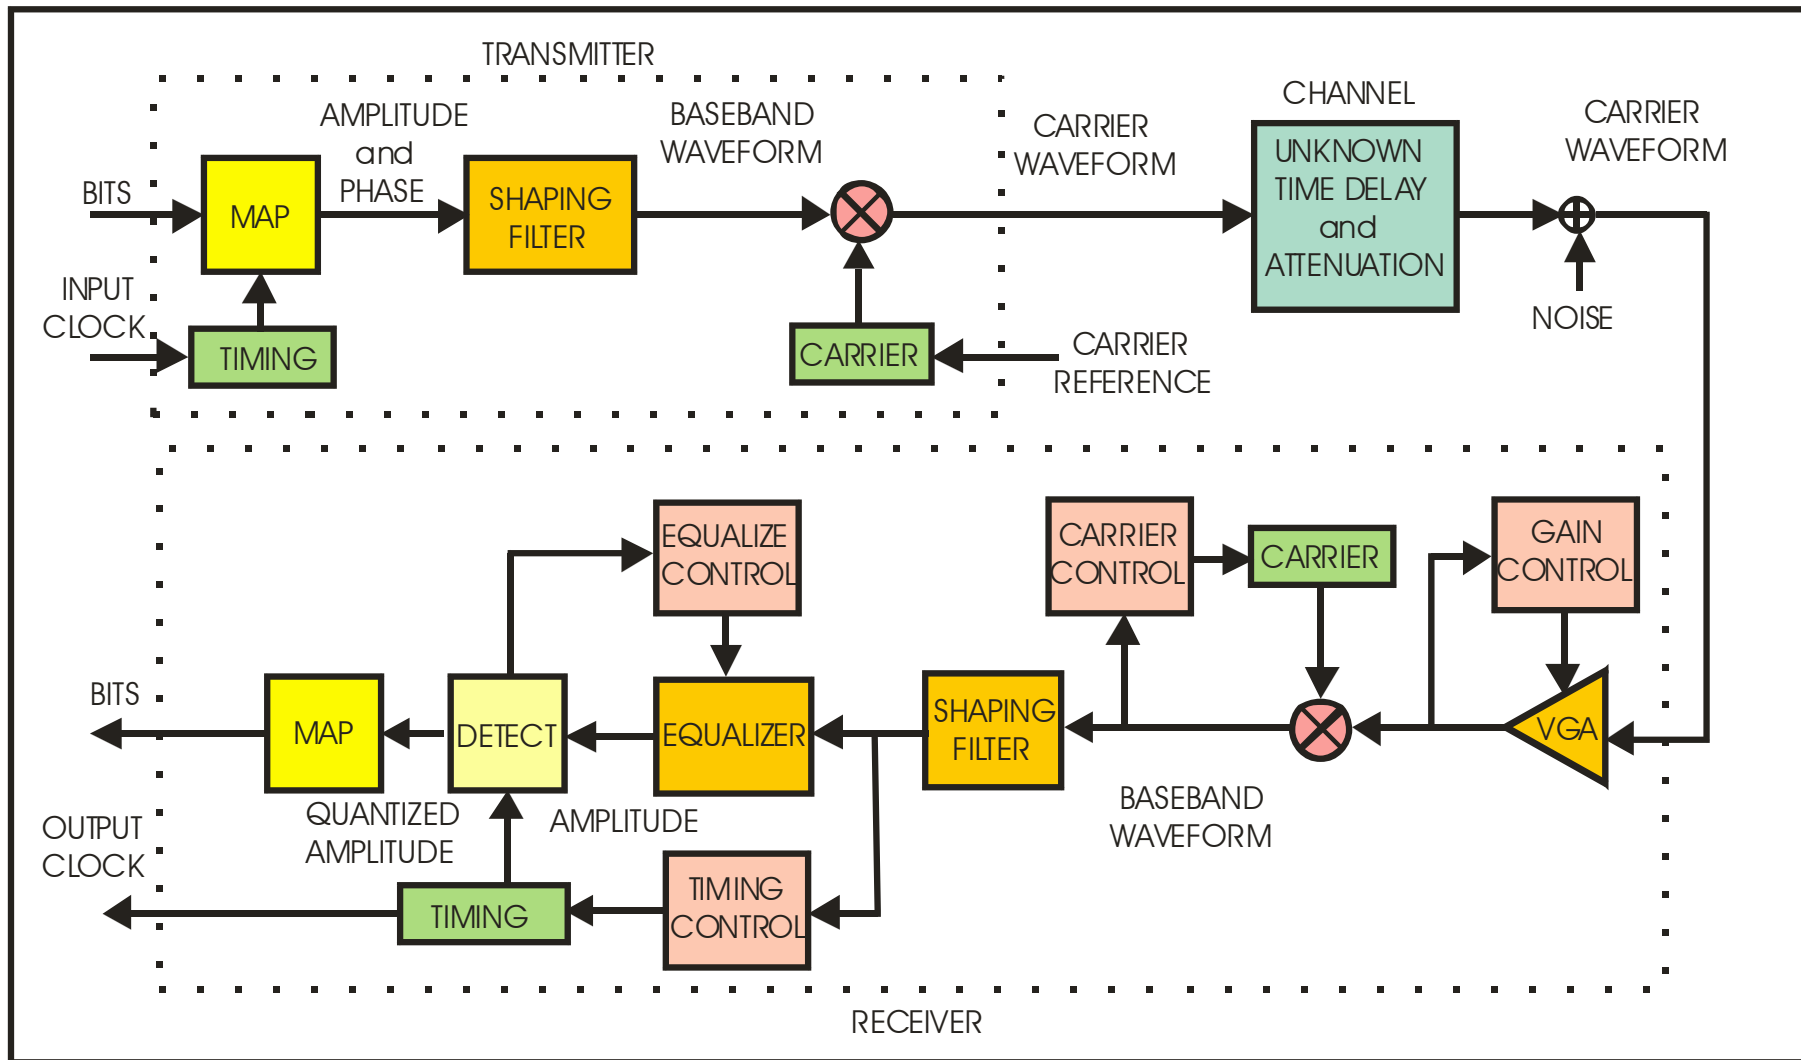 TRANSMITTER
AMPLITUDE
and
PHASE
BASEBAND
WAVEFORM
CARRIER
WAVEFORM
CHANNEL
CARRIER
WAVEFORM
BITS
MAP
SHAPING
FILTER
UNKNOWN
TIME DELAY
and
ATTENUATION
INPUT
CLOCK
TIMING
CARRIER
CARRIER
REFERENCE
NOISE
EQUALIZE
CONTROL
CARRIER
CONTROL
CARRIER
GAIN
CONTROL
BITS
MAP
DETECT
EQUALIZER
SHAPING
FILTER
VGA
QUANTIZED
AMPLITUDE
AMPLITUDE
BASEBAND
WAVEFORM
OUTPUT
CLOCK
TIMING
TIMING
CONTROL
RECEIVER